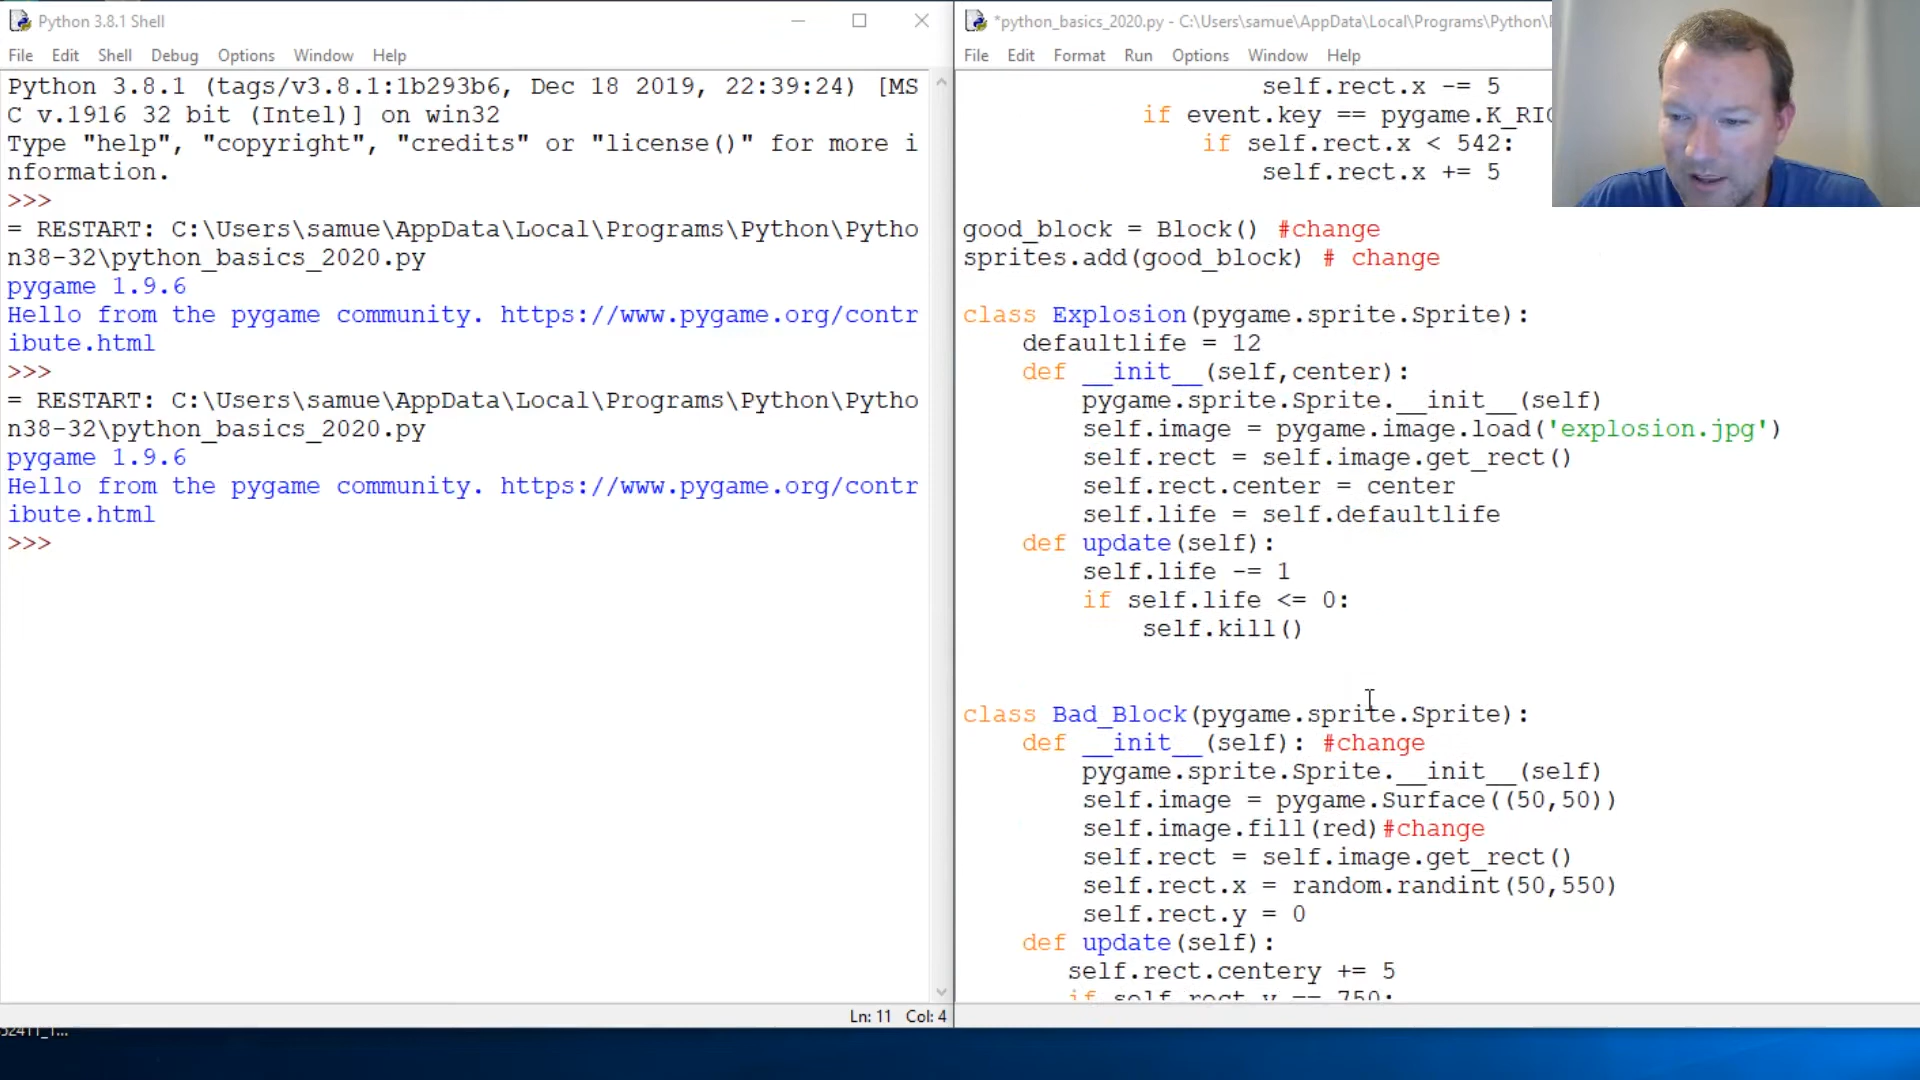 Python 3.8.1 Shell
File Edit Shell Debug Options Window Help
Python 3.8.1 (tags/v3.8.1:1b293b6, Dec 18 2019, 22:39:24) [MS
C v.1916 32 bit (Intel)] on win32
Type "help", "copyright", "credits" or "license()" for more i
nformation.
>>>
= RESTART: C:\Users\samue\AppData\Local\Programs\Python\Pytho
n38-32\python_basics_2020.py
pygame 1.9.6
Hello from the pygame community. https://www.pygame.org/contr
ibute.html
>>>
= RESTART: C:\Users\samue\AppData\Local\Programs\Python\Pytho
n38-32\python_basics_2020.py
pygame 1.9.6
Hello from the pygame community. https://www.pygame.org/contr
ibute.html
>>>
Ln: 11 Col: 4
*python_basics_2020.py - C:\Users\samue\AppData\Local\Programs\Python\
File Edit Format Run Options Window Help
self.rect.x -= 5
if event.key == pygame.K_RIG
if self.rect.x < 542:
self.rect.x += 5
good_block = Block() #change
sprites.add(good_block) # change
class Explosion(pygame.sprite.Sprite):
defaultlife = 12
def __init__(self,center):
pygame.sprite.Sprite.__init__(self)
self.image = pygame.image.load('explosion.jpg')
self.rect = self.image.get_rect()
self.rect.center = center
self.life = self.defaultlife
def update(self):
self.life -= 1
if self.life <= 0:
self.kill()
class Bad_Block(pygame.sprite.Sprite):
def __init__(self): #change
pygame.sprite.Sprite.__init__(self)
self.image = pygame.Surface((50,50))
self.image.fill(red)#change
self.rect = self.image.get_rect()
self.rect.x = random.randint(50,550)
self.rect.y = 0
def update(self):
self.rect.centery += 5
if self.rect.y == 750: